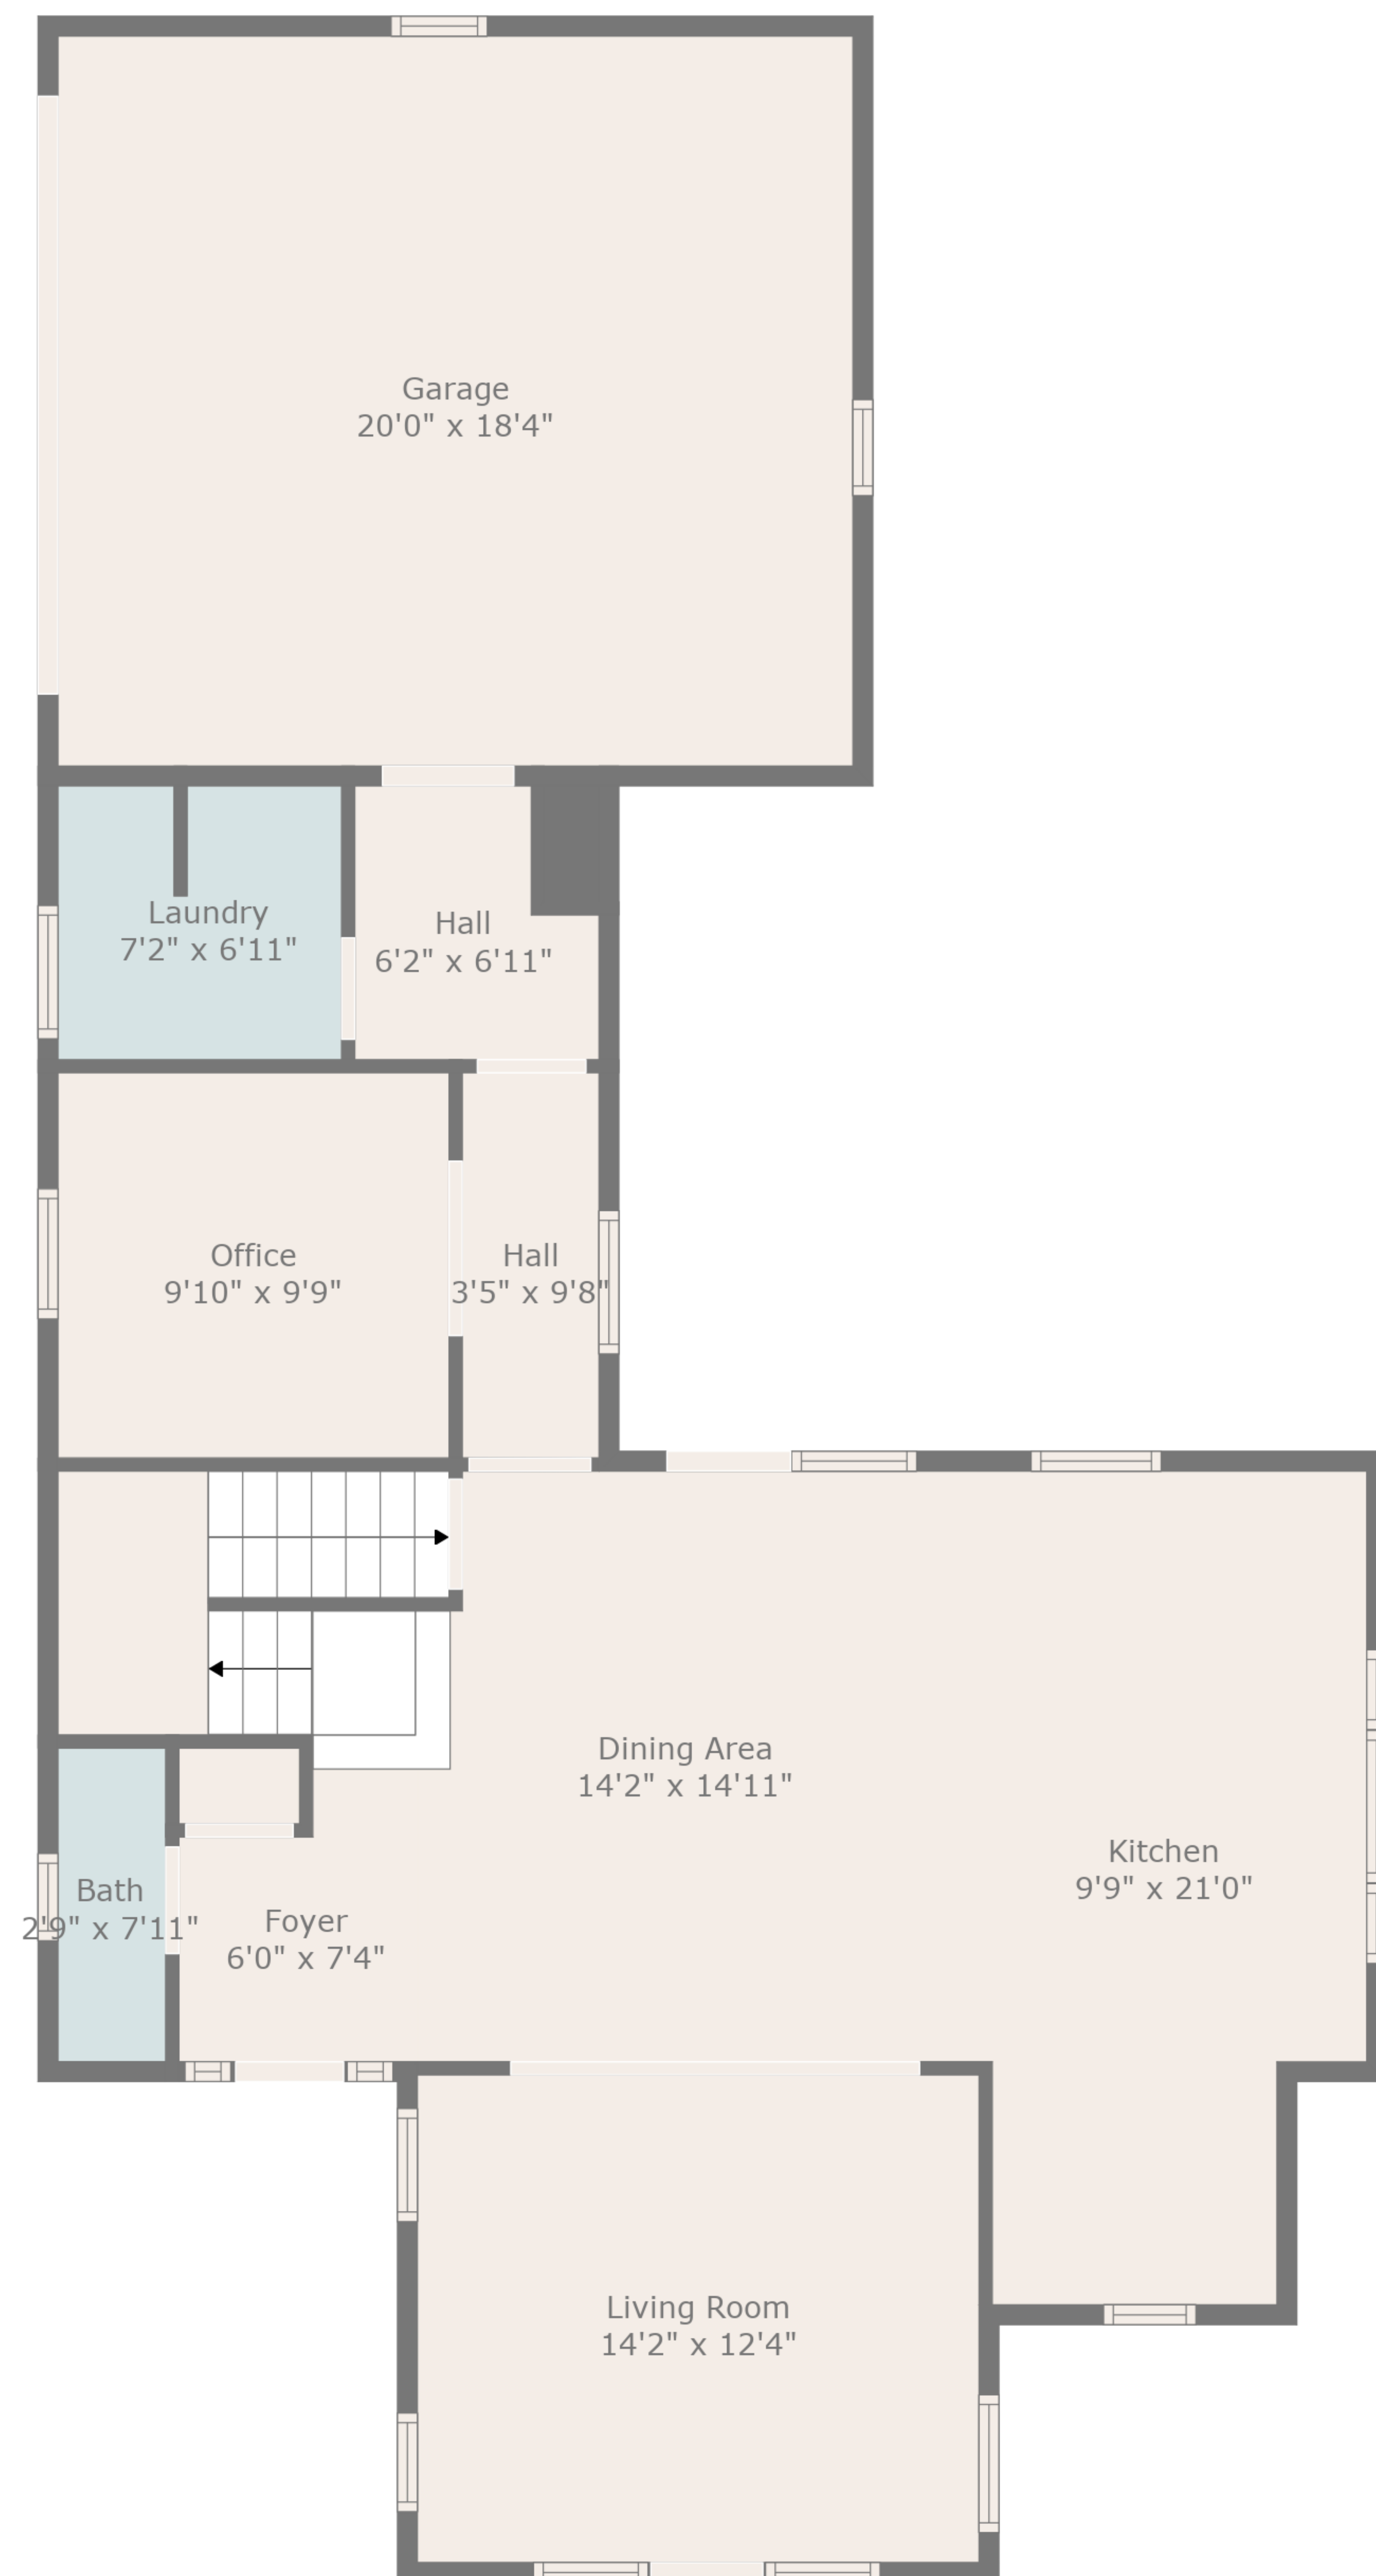 Garage
20'0" x 18'4"
Laundry
7'2" x 6'11"
Hall
6'2" x 6'11"
Office
9'10" x 9'9"
Hall
3'5" x 9'8"
Dining Area
14'2" x 14'11"
Kitchen
9'9" x 21'0"
Bath
2'9" x 7'11"
Foyer
6'0" x 7'4"
Living Room
14'2" x 12'4"